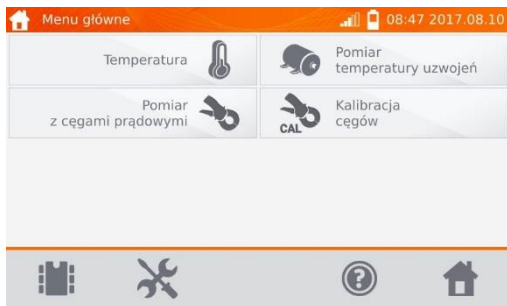 Menu główne
08:47 2017.08.10
Temperatura
Pomiar
temperatury uzwojeń
Pomiar
z cęgami prądowymi
CAL
Kalibracja
cęgów
?